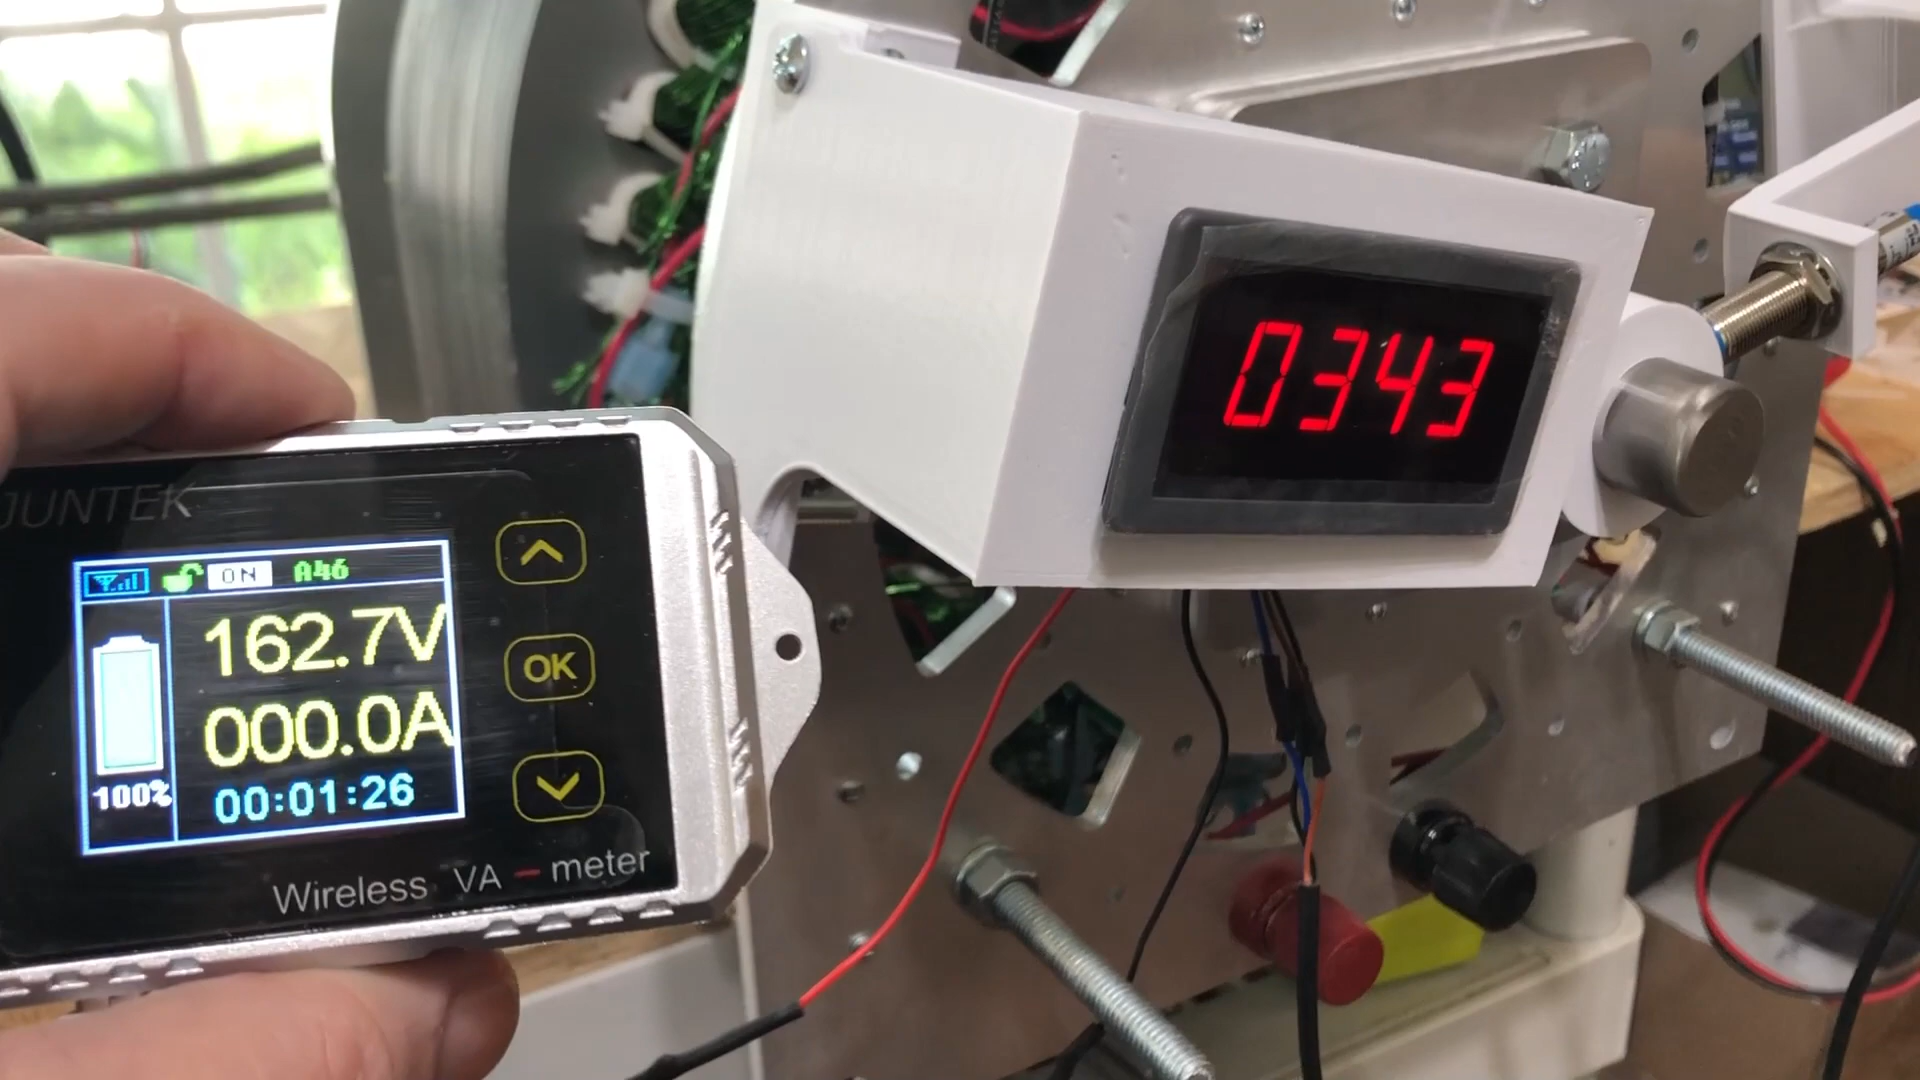 JUNTEK
ON A46
162.7V
000.0A
100%
00:01:26
OK
Wireless VA - meter
0343